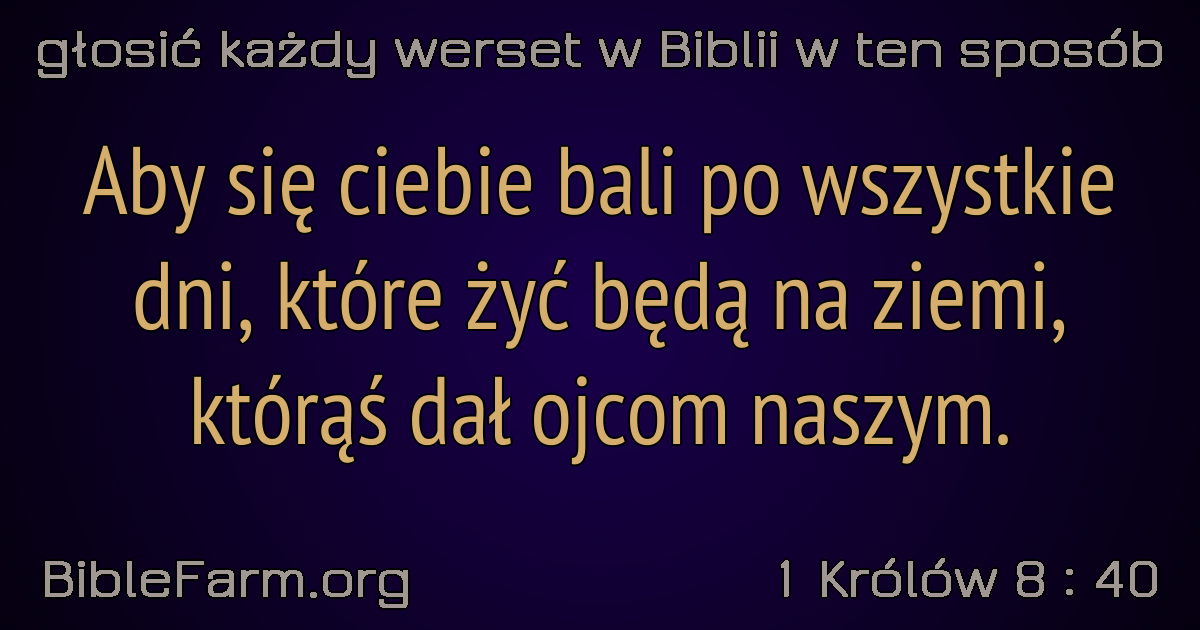 głosić każdy werset w Biblii w ten sposób
Aby się ciebie bali po wszystkie
dni, które żyć będą na ziemi,
którąś dał ojcom naszym.
BibleFarm.org
1 Królów 8 : 40